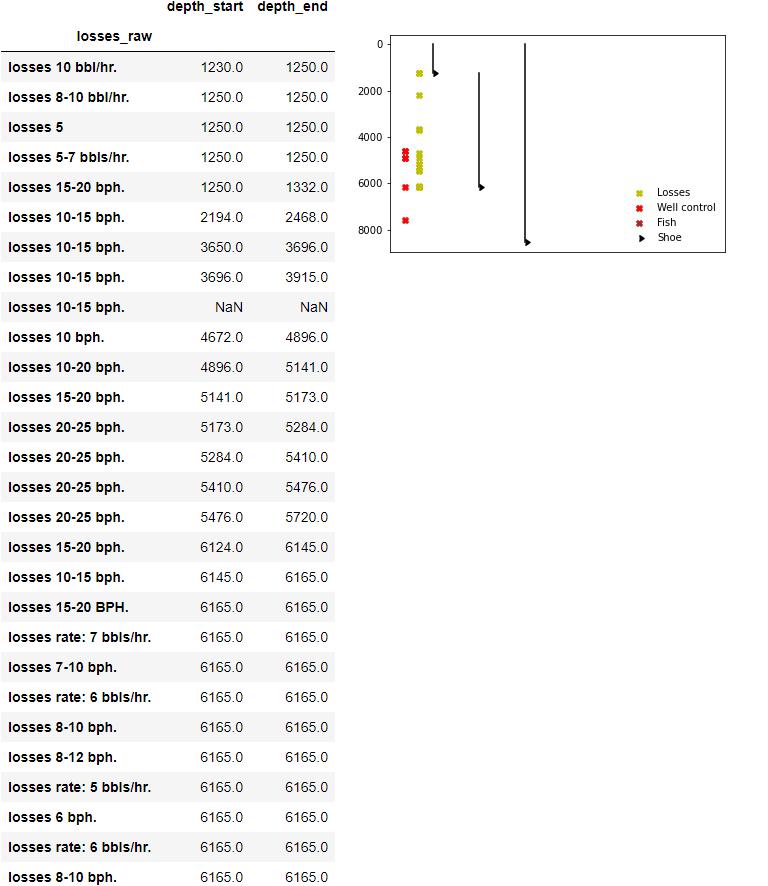 depth_start depth_end
losses_raw
losses 10 bbl/hr. 1230.0 1250.0
losses 8-10 bbl/hr. 1250.0 1250.0
losses 5 1250.0 1250.0
losses 5-7 bbls/hr. 1250.0 1250.0
losses 15-20 bph. 1250.0 1332.0
losses 10-15 bph. 2194.0 2468.0
losses 10-15 bph. 3650.0 3696.0
losses 10-15 bph. 3696.0 3915.0
losses 10-15 bph. NaN NaN
losses 10 bph. 4672.0 4896.0
losses 10-20 bph. 4896.0 5141.0
losses 15-20 bph. 5141.0 5173.0
losses 20-25 bph. 5173.0 5284.0
losses 20-25 bph. 5284.0 5410.0
losses 20-25 bph. 5410.0 5476.0
losses 20-25 bph. 5476.0 5720.0
losses 15-20 bph. 6124.0 6145.0
losses 10-15 bph. 6145.0 6165.0
losses 15-20 BPH. 6165.0 6165.0
losses rate: 7 bbls/hr. 6165.0 6165.0
losses 7-10 bph. 6165.0 6165.0
losses rate: 6 bbls/hr. 6165.0 6165.0
losses 8-10 bph. 6165.0 6165.0
losses 8-12 bph. 6165.0 6165.0
losses rate: 5 bbls/hr. 6165.0 6165.0
losses 6 bph. 6165.0 6165.0
losses rate: 6 bbls/hr. 6165.0 6165.0
losses 8-10 bph. 6165.0 6165.0
0
2000
4000
6000
8000
Losses
Well control
Fish
Shoe